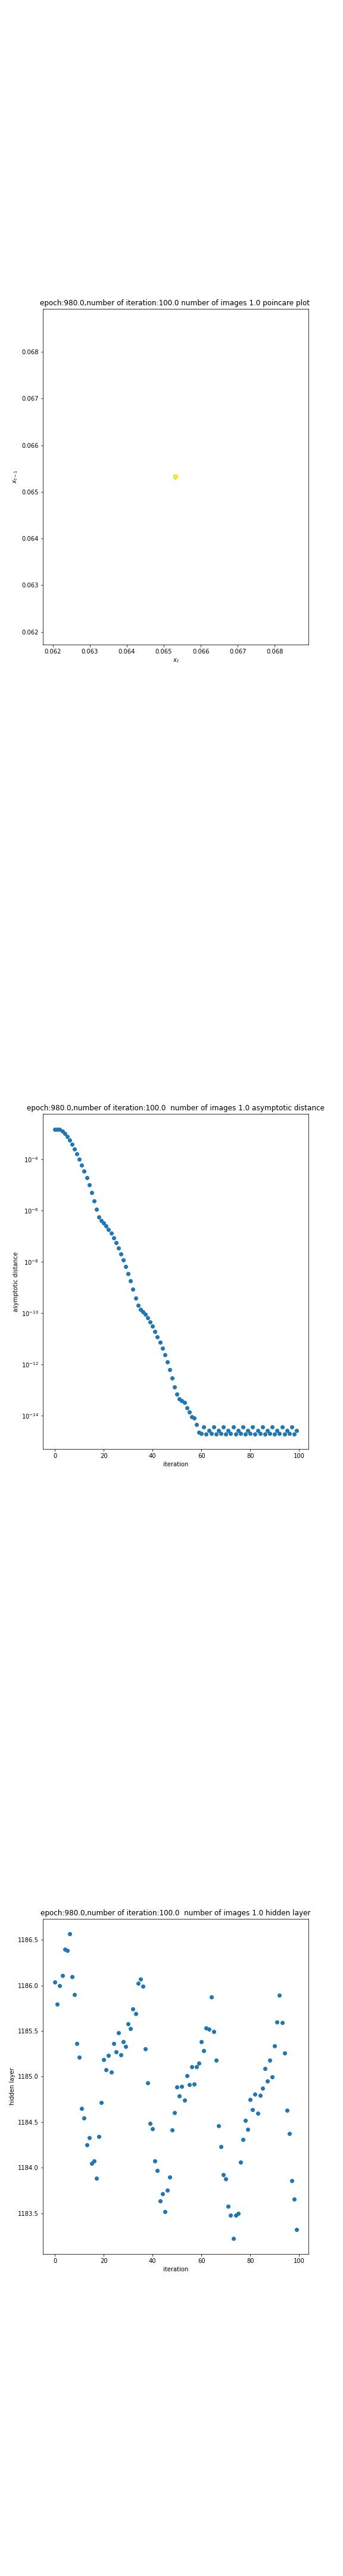 epoch:980.0,number of iteration:100.0 number of images 1.0 poincare plot
0.068
0.067
0.066
0.065
0.064
0.063
0.062
x_{t-1}
0.062 0.063 0.064 0.065 0.066 0.067 0.068
x_t
epoch:980.0,number of iteration:100.0  number of images 1.0 asymptotic distance
10^{-4}
10^{-6}
10^{-8}
10^{-10}
10^{-12}
10^{-14}
asymptotic distance
0 20 40 60 80 100
iteration
epoch:980.0,number of iteration:100.0  number of images 1.0 hidden layer
1186.5
1186.0
1185.5
1185.0
1184.5
1184.0
1183.5
hidden layer
0 20 40 60 80 100
iteration